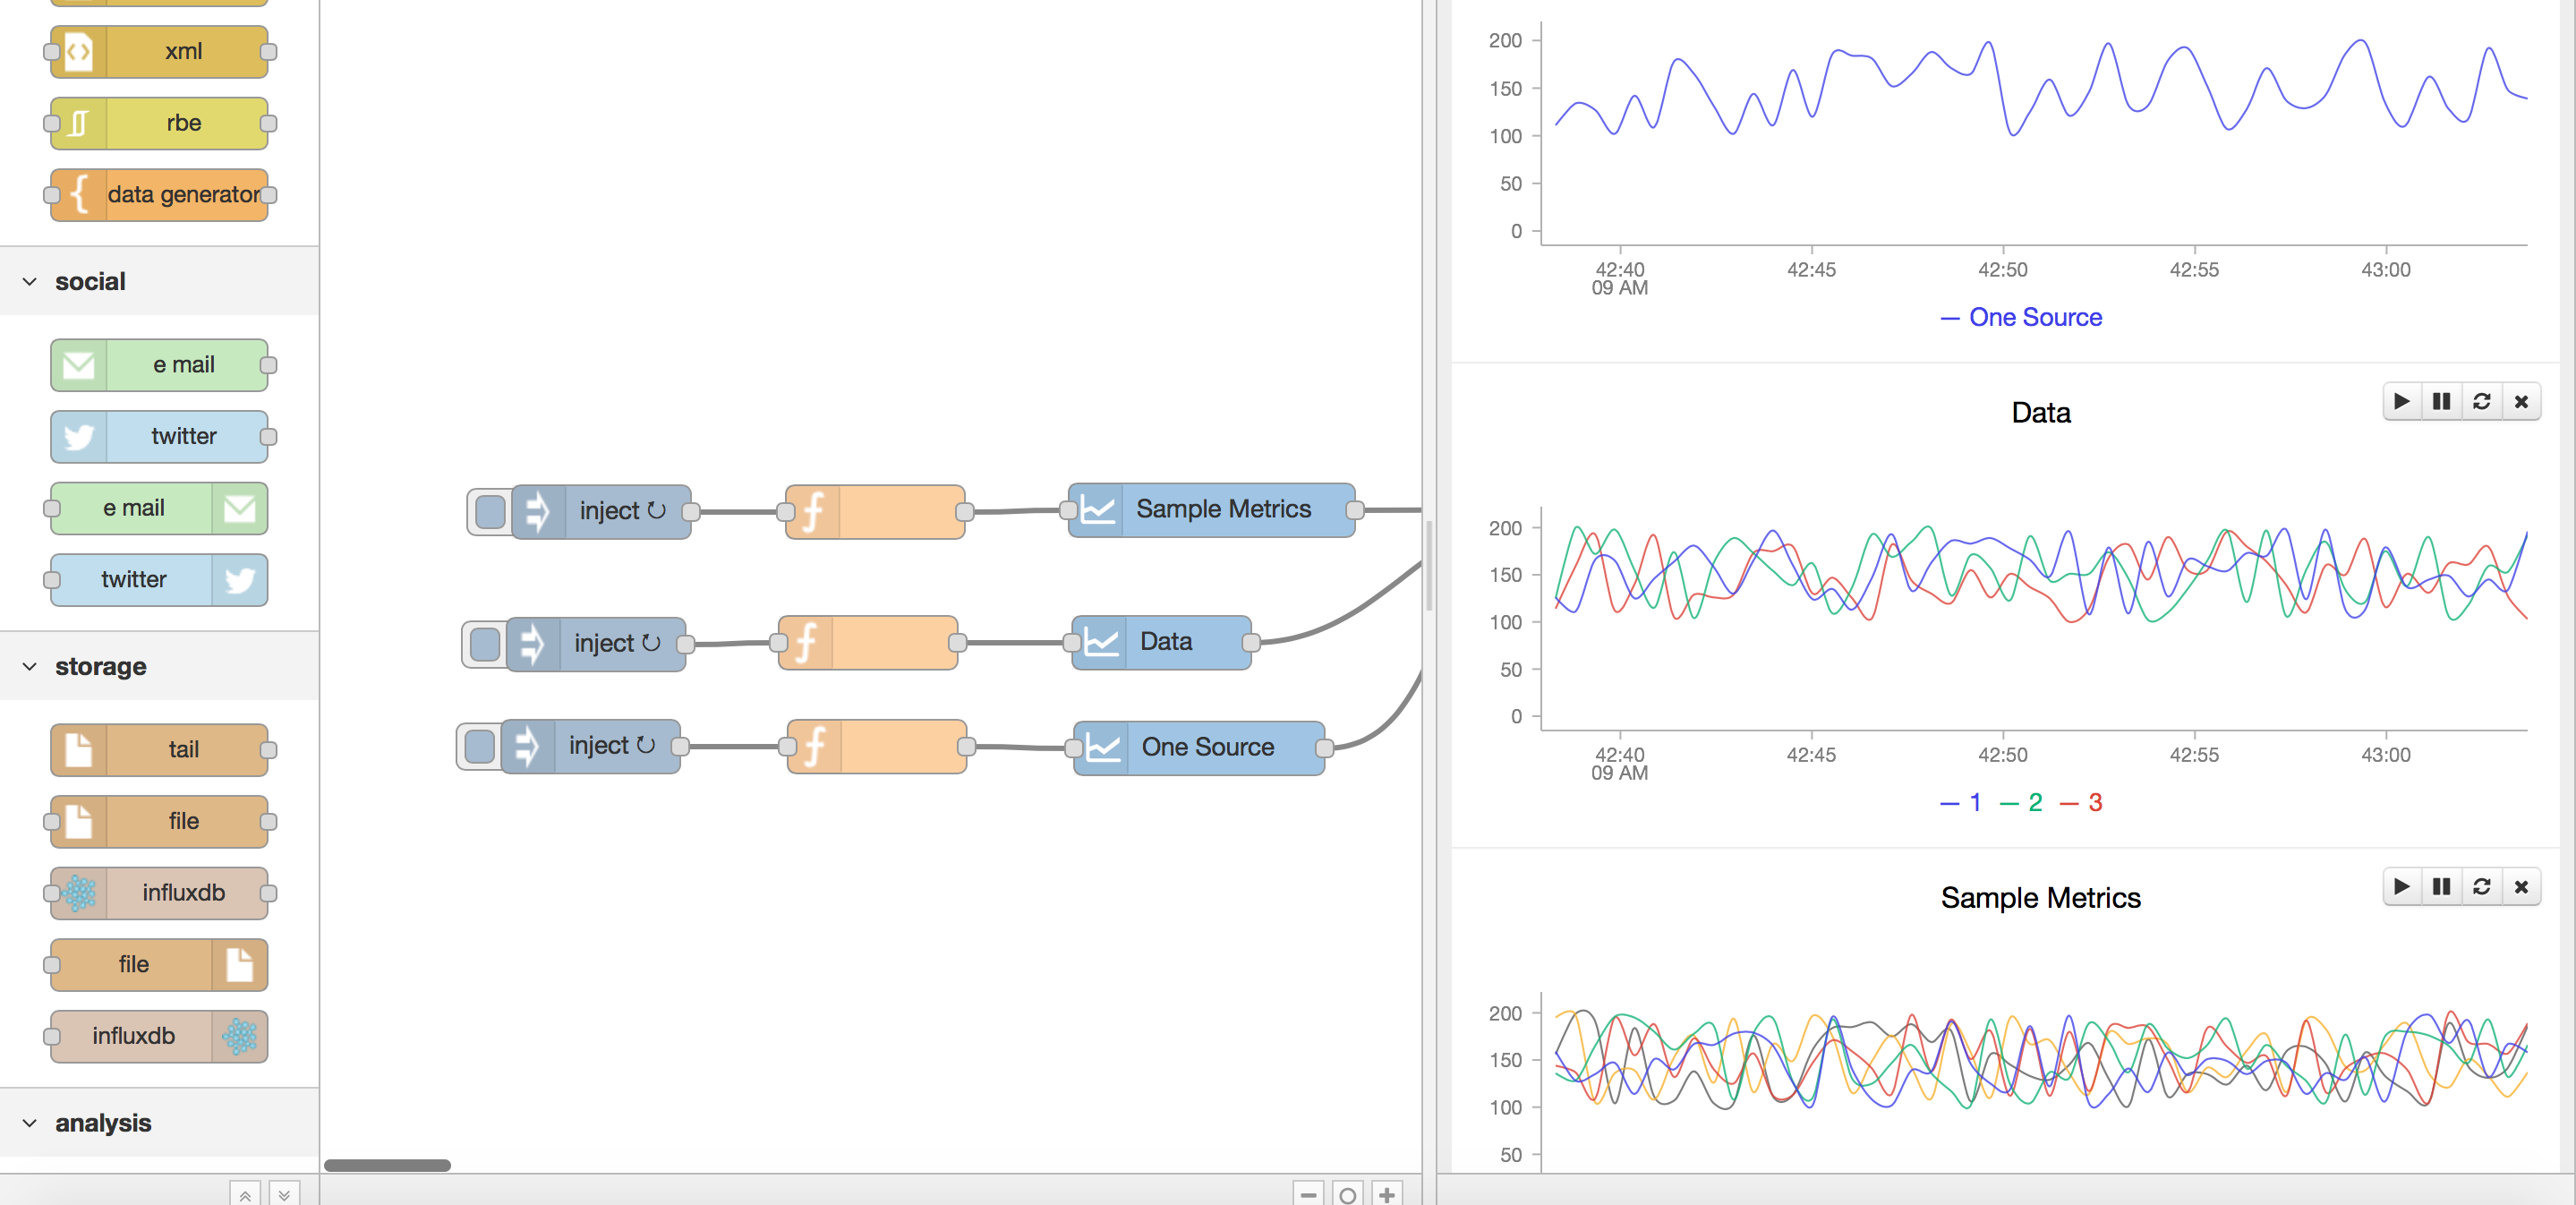 xml
rbe
data generator
social
e mail
twitter
e mail
twitter
storage
tail
file
influxdb
file
influxdb
analysis
inject ↻
Sample Metrics
inject ↻
Data
inject ↻
One Source
200
150
100
50
0
42:40 42:45 42:50 42:55 43:00
09 AM
One Source
Data
200
150
100
50
0
42:40 42:45 42:50 42:55 43:00
09 AM
1 2 3
Sample Metrics
200
150
100
50